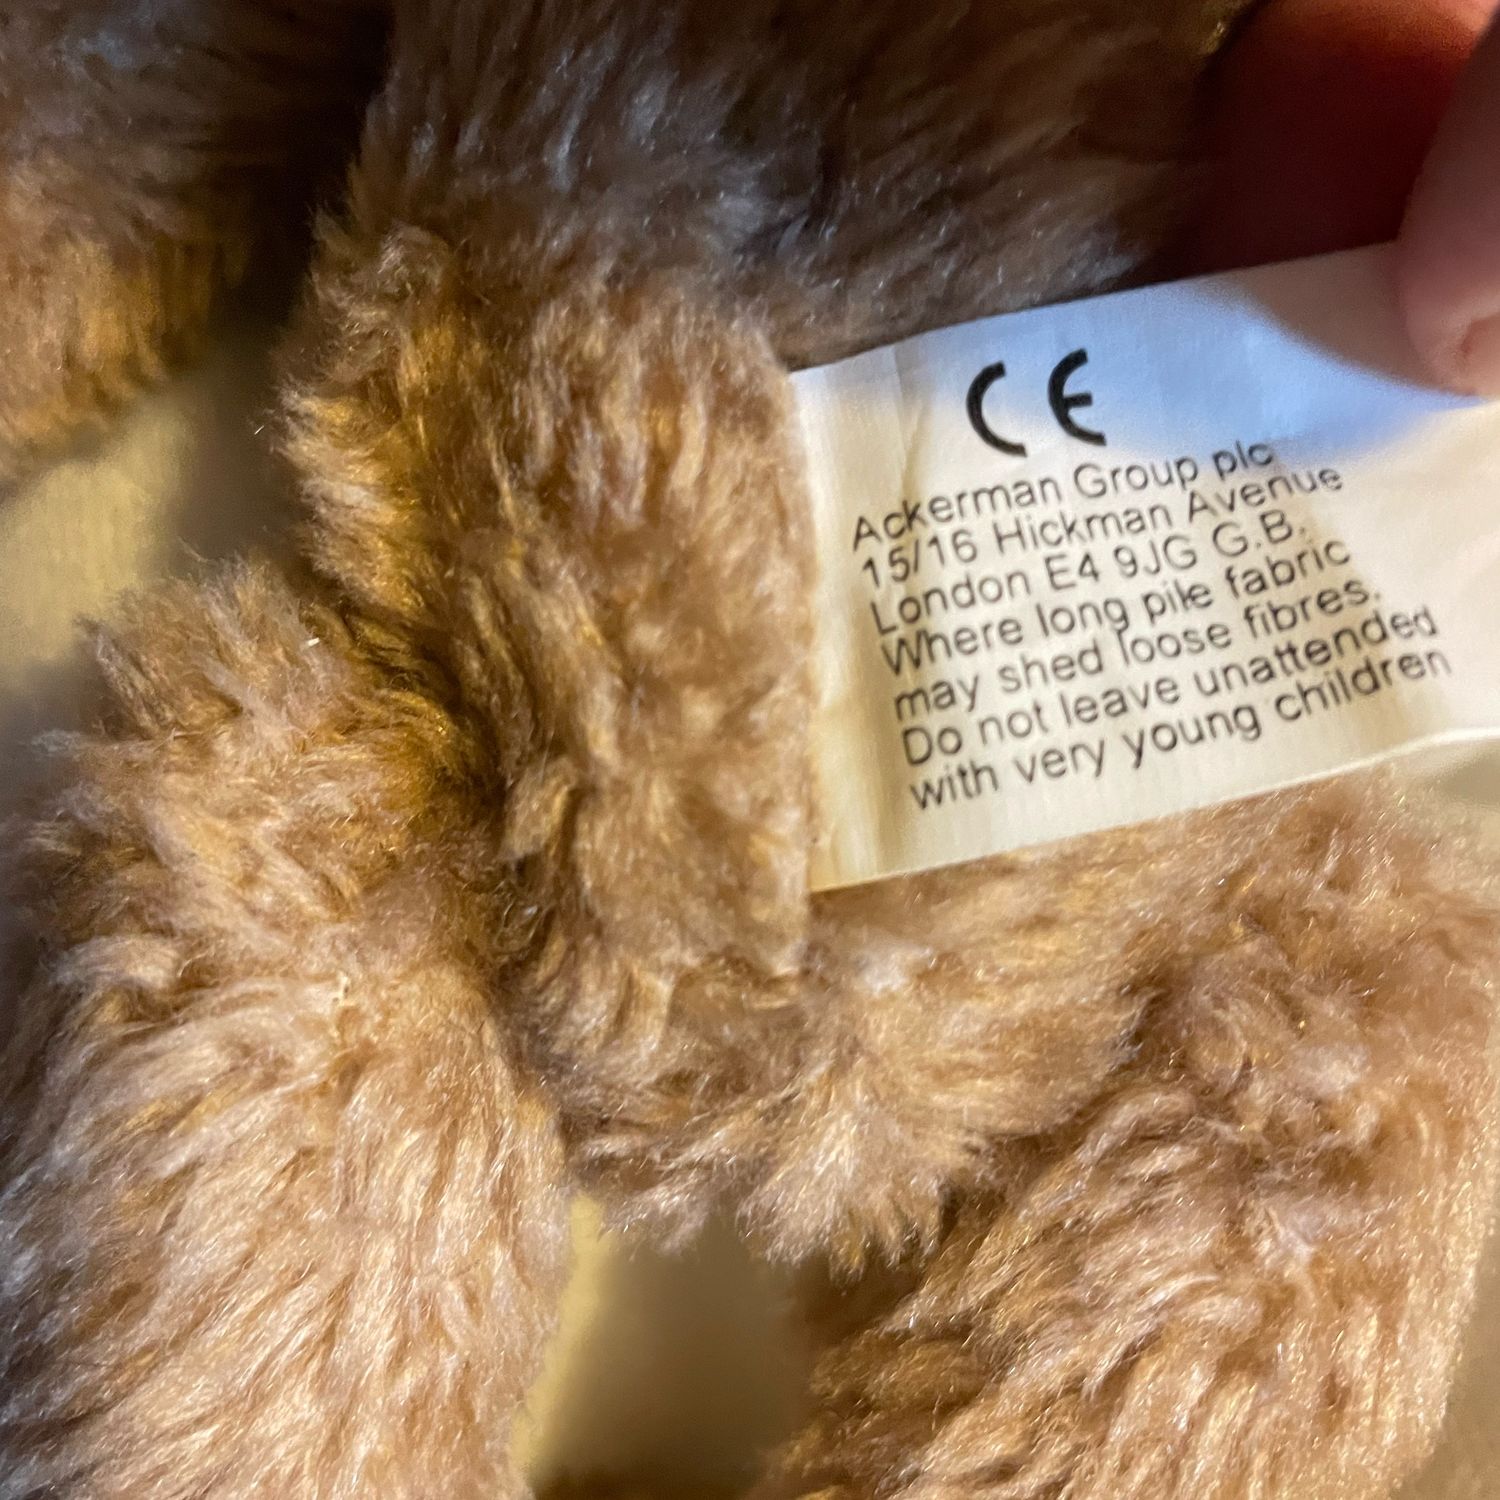 CE
Ackerman Group plc
15/16 Hickman Avenue
London E4 9JG G.B.
Where long pile fabric
may shed loose fibres.
Do not leave unattended
with very young children